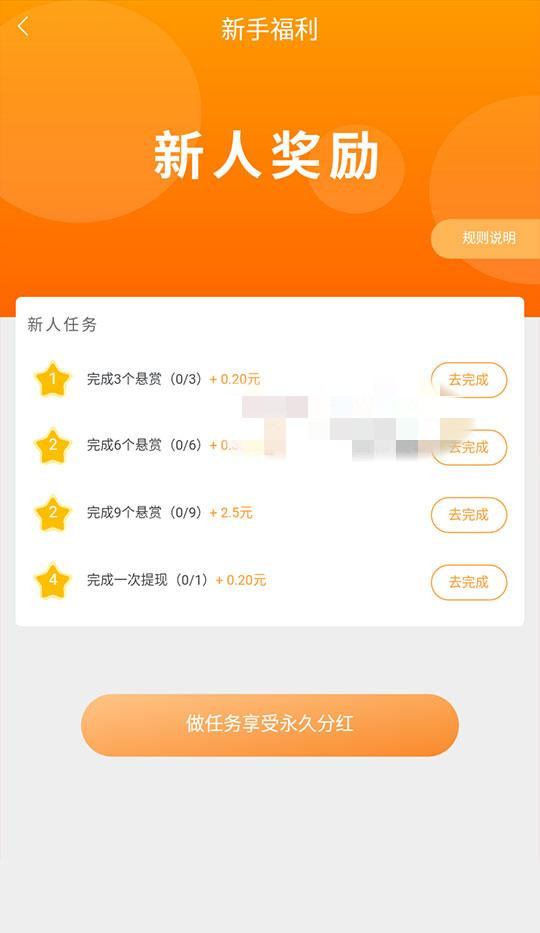 新手福利
新人奖励
规则说明
新人任务
1 完成3个悬赏（0/3）+ 0.20元 去完成
2 完成6个悬赏（0/6）+ 0. 去完成
2 完成9个悬赏（0/9）+ 2.5元 去完成
4 完成一次提现（0/1）+ 0.20元 去完成
做任务享受永久分红